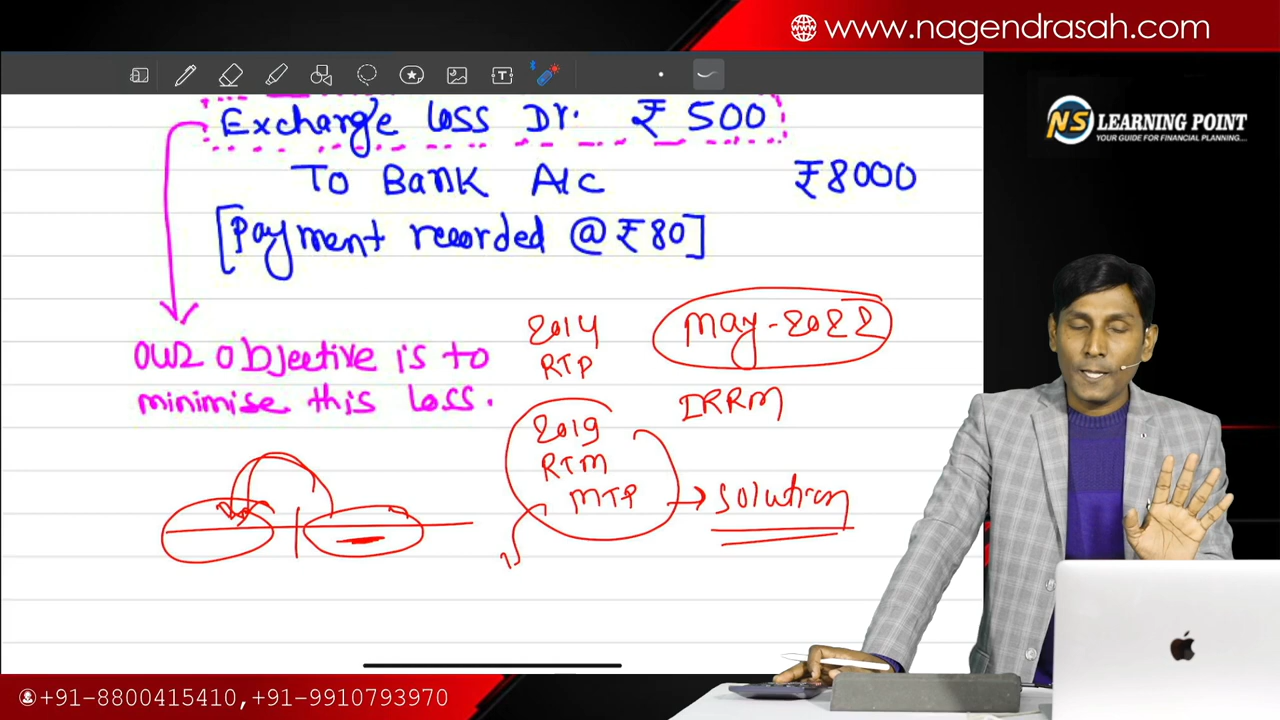 www.nagendrasah.com
NS LEARNING POINT
YOUR GUIDE FOR FINANCIAL PLANNING....
T
Exchange loss Dr. ₹ 500
To Bank A/c ₹8000
[Payment recorded @ ₹80]
our objective is to
minimise this loss.
2014
RTP
may-2022
IRRM
2019
RTM
MTP → solution
+91-8800415410,+91-9910793970